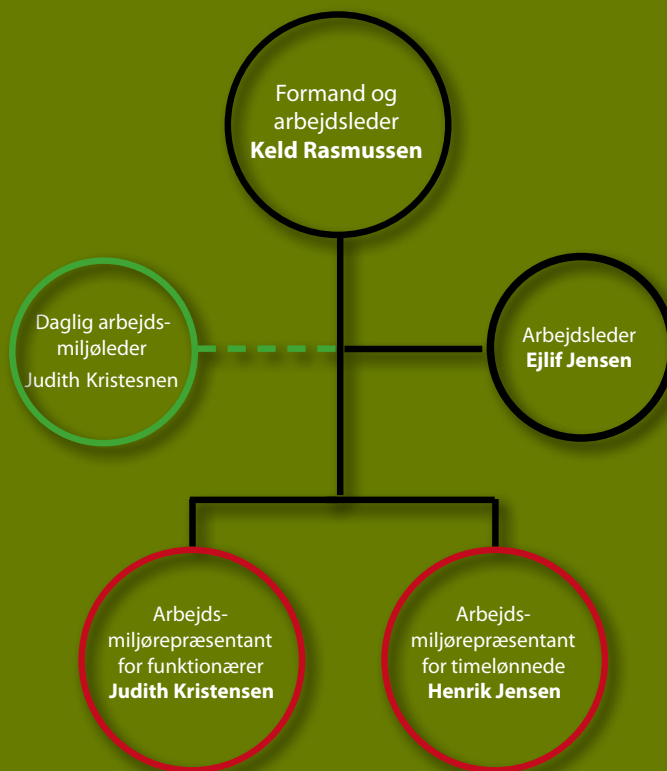 Formand og
arbejdsleder
Keld Rasmussen
Daglig arbejds-
miljøleder
Judith Kristesnen
Arbejdsleder
Ejlif Jensen
Arbejds-
miljørepræsentant
for funktionærer
Judith Kristensen
Arbejds-
miljørepræsentant
for timelønnede
Henrik Jensen